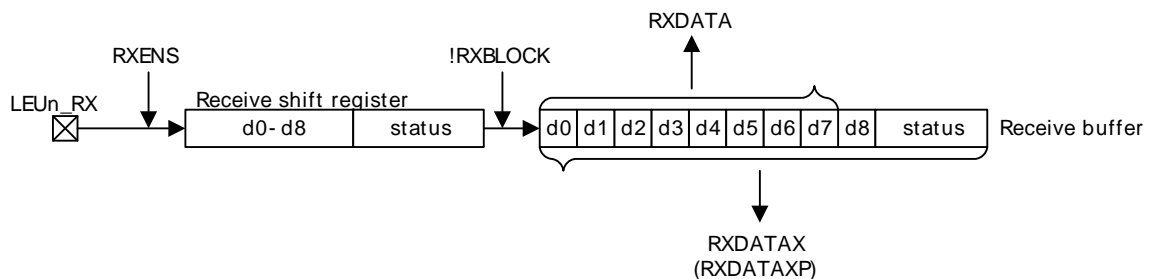 RXDATA
RXENS
!RXBLOCK
LEUn_RX
Receive shift register
d0- d8 status
d0 d1 d2 d3 d4 d5 d6 d7 d8 status Receive buffer
RXDATAX
(RXDATAXP)